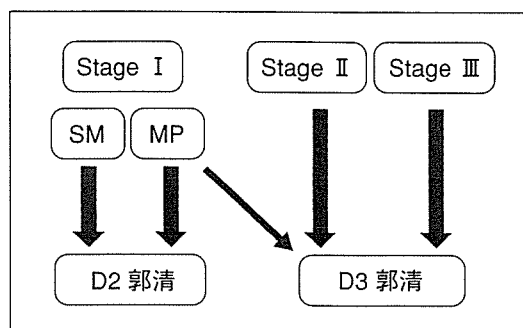 Stage Ⅰ
Stage Ⅱ
Stage Ⅲ
SM
MP
D2 郭清
D3 郭清